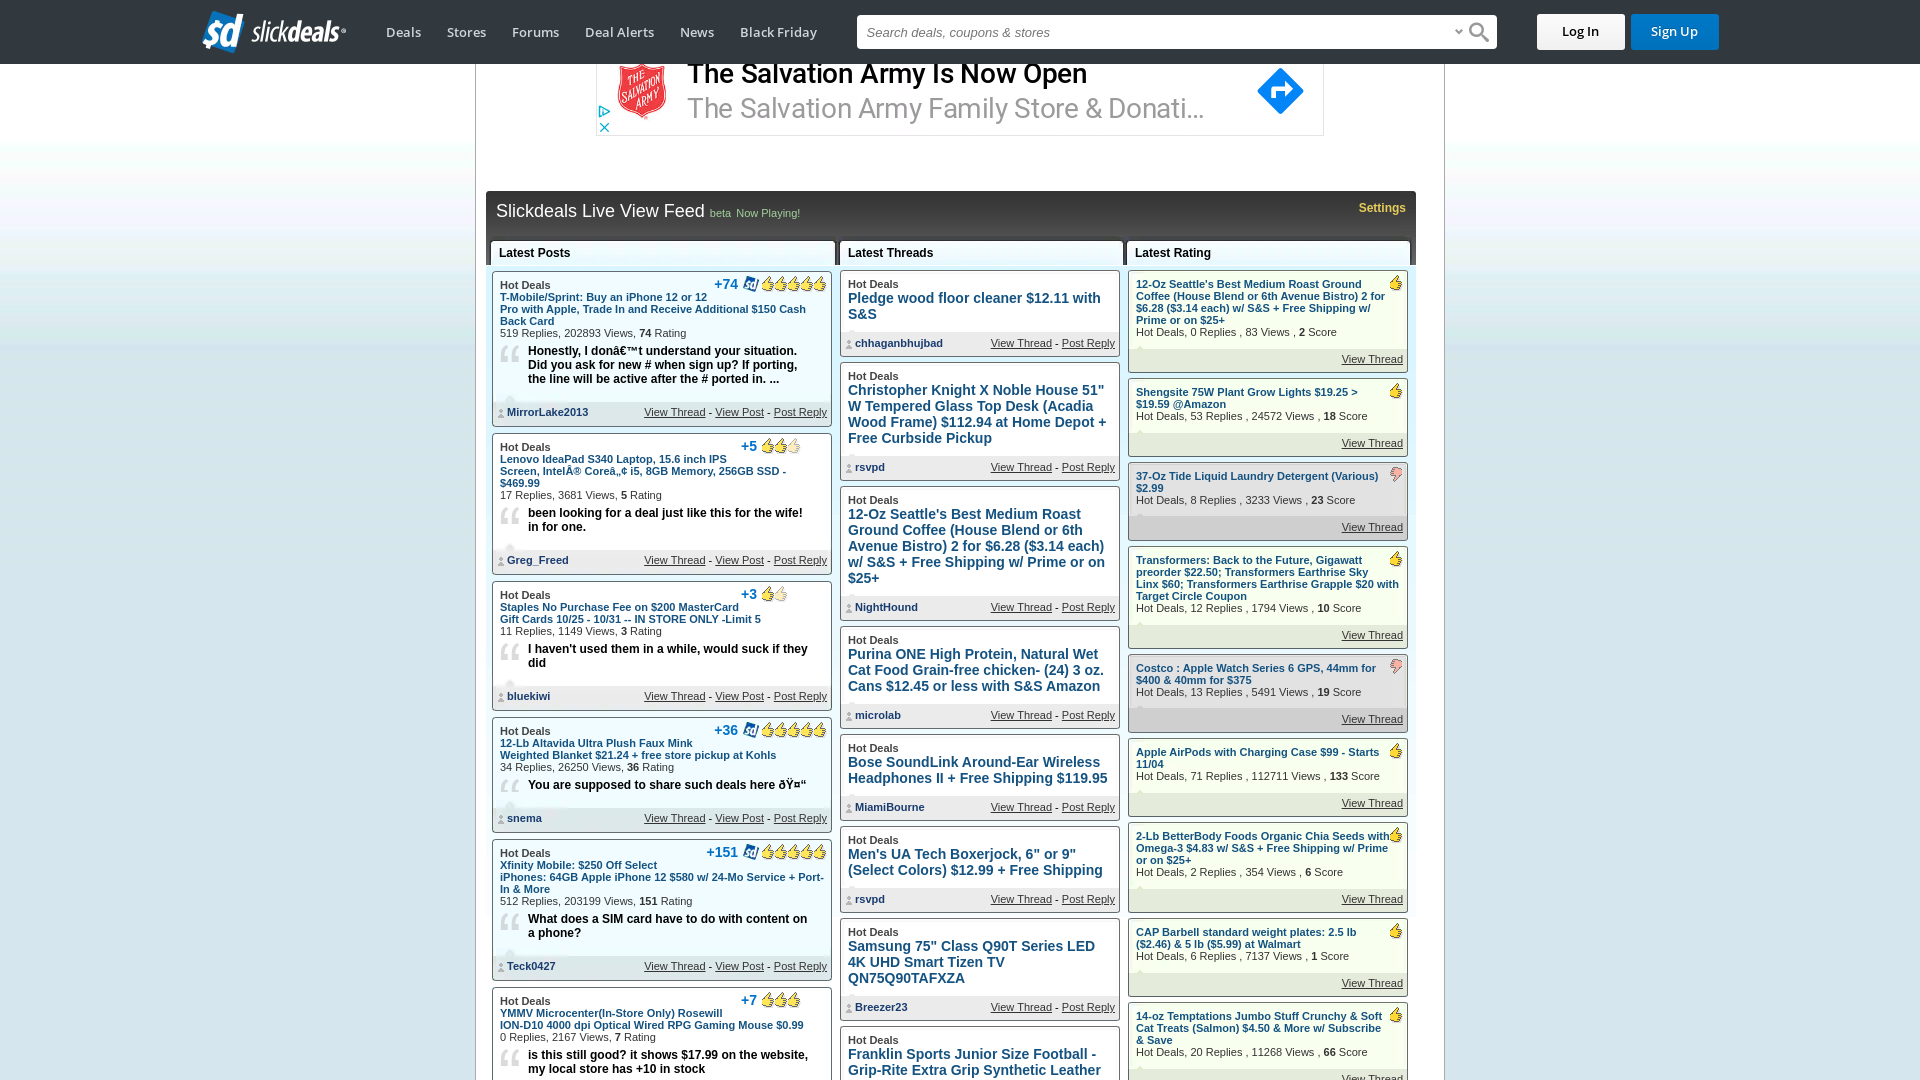 slickdeals
Deals
Stores
Forums
Deal Alerts
News
Black Friday
Search deals, coupons & stores
Log In
Sign Up
THE SALVATION ARMY
The Salvation Army Is Now Open
The Salvation Army Family Store & Donati...
Slickdeals Live View Feed beta Now Playing!
Settings
Latest Posts
Hot Deals
+74
T-Mobile/Sprint: Buy an iPhone 12 or 12
Pro with Apple, Trade In and Receive Additional $150 Cash
Back Card
519 Replies, 202893 Views, 74 Rating
Honestly, I donâ€™t understand your situation.
Did you ask for new # when sign up? If porting,
the line will be active after the # ported in. ...
MirrorLake2013
View Thread - View Post - Post Reply
Hot Deals
+5
Lenovo IdeaPad S340 Laptop, 15.6 inch IPS
Screen, IntelÂ® Coreâ„¢ i5, 8GB Memory, 256GB SSD -
$469.99
17 Replies, 3681 Views, 5 Rating
been looking for a deal just like this for the wife!
in for one.
Greg_Freed
View Thread - View Post - Post Reply
Hot Deals
+3
Staples No Purchase Fee on $200 MasterCard
Gift Cards 10/25 - 10/31 -- IN STORE ONLY -Limit 5
11 Replies, 1149 Views, 3 Rating
I haven't used them in a while, would suck if they
did
bluekiwi
View Thread - View Post - Post Reply
Hot Deals
+36
12-Lb Altavida Ultra Plush Faux Mink
Weighted Blanket $21.24 + free store pickup at Kohls
34 Replies, 26250 Views, 36 Rating
You are supposed to share such deals here ðŸ¤“
snema
View Thread - View Post - Post Reply
Hot Deals
+151
Xfinity Mobile: $250 Off Select
iPhones: 64GB Apple iPhone 12 $580 w/ 24-Mo Service + Port-
In & More
512 Replies, 203199 Views, 151 Rating
What does a SIM card have to do with content on
a phone?
Teck0427
View Thread - View Post - Post Reply
Hot Deals
+7
YMMV Microcenter(In-Store Only) Rosewill
ION-D10 4000 dpi Optical Wired RPG Gaming Mouse $0.99
0 Replies, 2167 Views, 7 Rating
is this still good? it shows $17.99 on the website,
my local store has +10 in stock
Latest Threads
Hot Deals
Pledge wood floor cleaner $12.11 with
S&S
chhaganbhujbad
View Thread - Post Reply
Hot Deals
Christopher Knight X Noble House 51"
W Tempered Glass Top Desk (Acadia
Wood Frame) $112.94 at Home Depot +
Free Curbside Pickup
rsvpd
View Thread - Post Reply
Hot Deals
12-Oz Seattle's Best Medium Roast
Ground Coffee (House Blend or 6th
Avenue Bistro) 2 for $6.28 ($3.14 each)
w/ S&S + Free Shipping w/ Prime or on
$25+
NightHound
View Thread - Post Reply
Hot Deals
Purina ONE High Protein, Natural Wet
Cat Food Grain-free chicken- (24) 3 oz.
Cans $12.45 or less with S&S Amazon
microlab
View Thread - Post Reply
Hot Deals
Bose SoundLink Around-Ear Wireless
Headphones II + Free Shipping $119.95
MiamiBourne
View Thread - Post Reply
Hot Deals
Men's UA Tech Boxerjock, 6" or 9"
(Select Colors) $12.99 + Free Shipping
rsvpd
View Thread - Post Reply
Hot Deals
Samsung 75" Class Q90T Series LED
4K UHD Smart Tizen TV
QN75Q90TAFXZA
Breezer23
View Thread - Post Reply
Hot Deals
Franklin Sports Junior Size Football -
Grip-Rite Extra Grip Synthetic Leather
Latest Rating
12-Oz Seattle's Best Medium Roast Ground
Coffee (House Blend or 6th Avenue Bistro) 2 for
$6.28 ($3.14 each) w/ S&S + Free Shipping w/
Prime or on $25+
Hot Deals, 0 Replies , 83 Views , 2 Score
View Thread
Shengsite 75W Plant Grow Lights $19.25 >
$19.59 @Amazon
Hot Deals, 53 Replies , 24572 Views , 18 Score
View Thread
37-Oz Tide Liquid Laundry Detergent (Various)
$2.99
Hot Deals, 8 Replies , 3233 Views , 23 Score
View Thread
Transformers: Back to the Future, Gigawatt
preorder $22.50; Transformers Earthrise Sky
Linx $60; Transformers Earthrise Grapple $20 with
Target Circle Coupon
Hot Deals, 12 Replies , 1794 Views , 10 Score
View Thread
Costco : Apple Watch Series 6 GPS, 44mm for
$400 & 40mm for $375
Hot Deals, 13 Replies , 5491 Views , 19 Score
View Thread
Apple AirPods with Charging Case $99 - Starts
11/04
Hot Deals, 71 Replies , 112711 Views , 133 Score
View Thread
2-Lb BetterBody Foods Organic Chia Seeds with
Omega-3 $4.83 w/ S&S + Free Shipping w/ Prime
or on $25+
Hot Deals, 2 Replies , 354 Views , 6 Score
View Thread
CAP Barbell standard weight plates: 2.5 lb
($2.46) & 5 lb ($5.99) at Walmart
Hot Deals, 6 Replies , 7137 Views , 1 Score
View Thread
14-oz Temptations Jumbo Stuff Crunchy & Soft
Cat Treats (Salmon) $4.50 & More w/ Subscribe
& Save
Hot Deals, 20 Replies , 11268 Views , 66 Score
View Thread